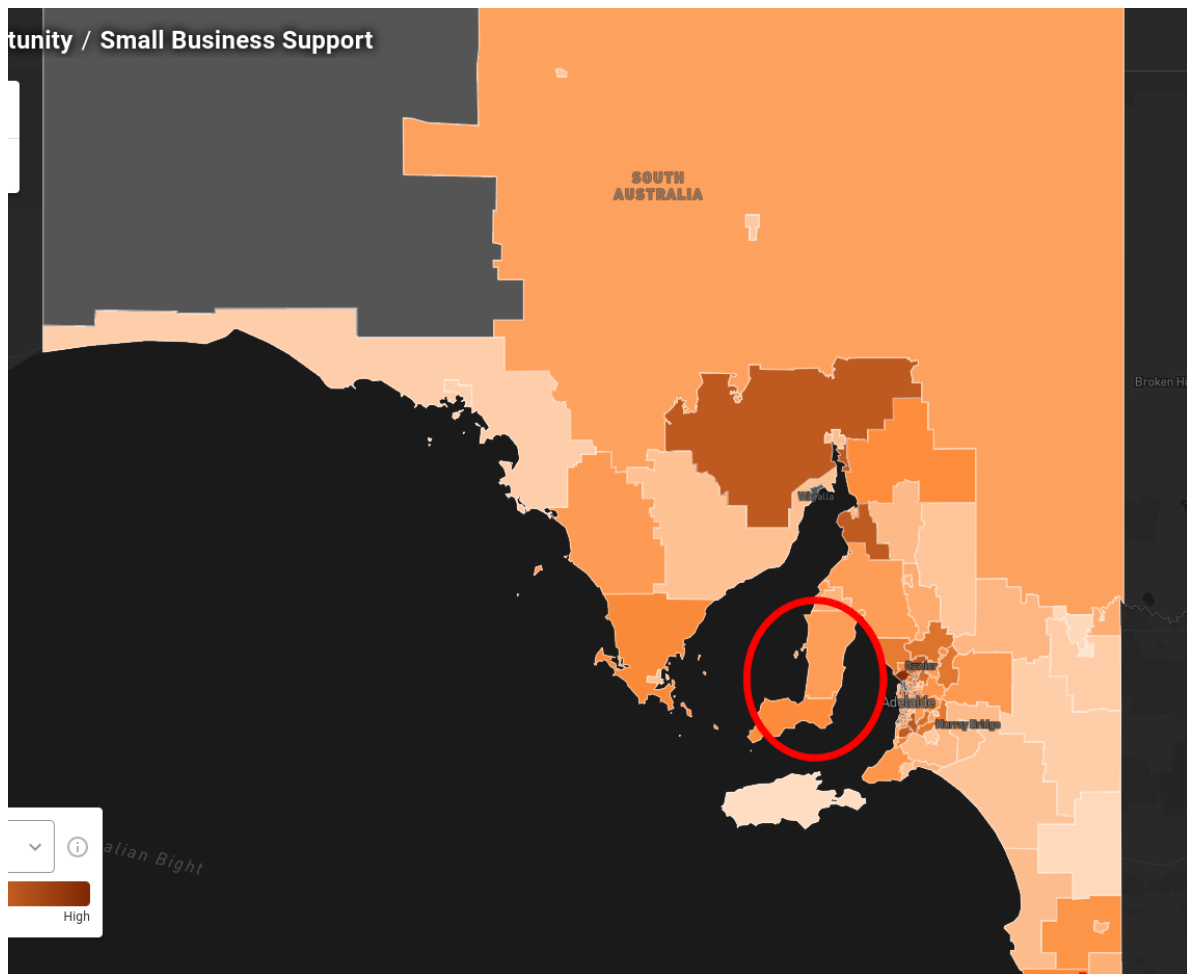 tunity / Small Business Support
SOUTH
AUSTRALIA
Broken Hi
Whyalla
Gawler
Adelaide
Murray Bridge
alian Bight
High